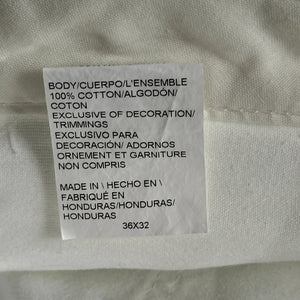 BODY/CUERPO/L'ENSEMBLE
100% COTTON/ALGODÓN/
COTON
EXCLUSIVE OF DECORATION/
TRIMMINGS
EXCLUSIVO PARA
DECORACIÓN/ ADORNOS
ORNEMENT ET GARNITURE
NON COMPRIS
MADE IN \ HECHO EN \
FABRIQUÉ EN
HONDURAS/HONDURAS/
HONDURAS
36X32